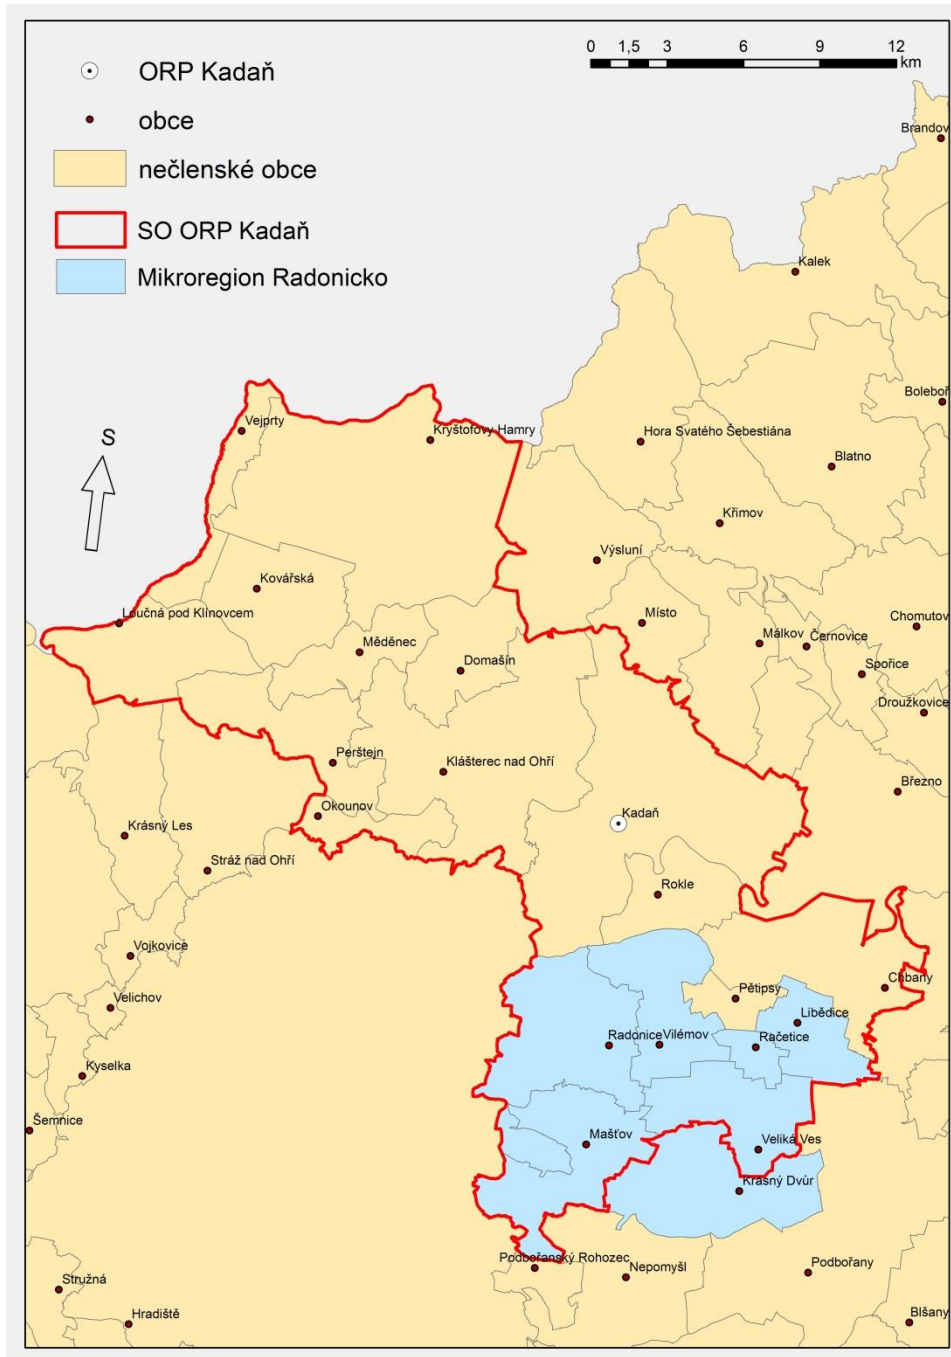 0 1,5 3 6 9 12
km
ORP Kadaň
obce
nečlenské obce
SO ORP Kadaň
Mikroregion Radonicko
Brandov
Kalek
Boleboř
Vejprty
Kryštofovy Hamry
Hora Svatého Šebestiána
S
Blatno
Křimov
Výsluní
Kovářská
Loučná pod Klínovcem
Místo
Chomutov
Málkov
Černovice
Měděnec
Domašín
Spořice
Droužkovice
Perštejn
Klášterec nad Ohří
Březno
Okounov
Kadaň
Krásný Les
Stráž nad Ohří
Rokle
Vojkovice
Chbany
Pětipsy
Velichov
Libědice
Radonice
Vilémov
Račetice
Kyselka
Šemnice
Mašťov
Veliká Ves
Krásný Dvůr
Podbořanský Rohozec
Nepomyšl
Podbořany
Stružná
Hradiště
Blšany